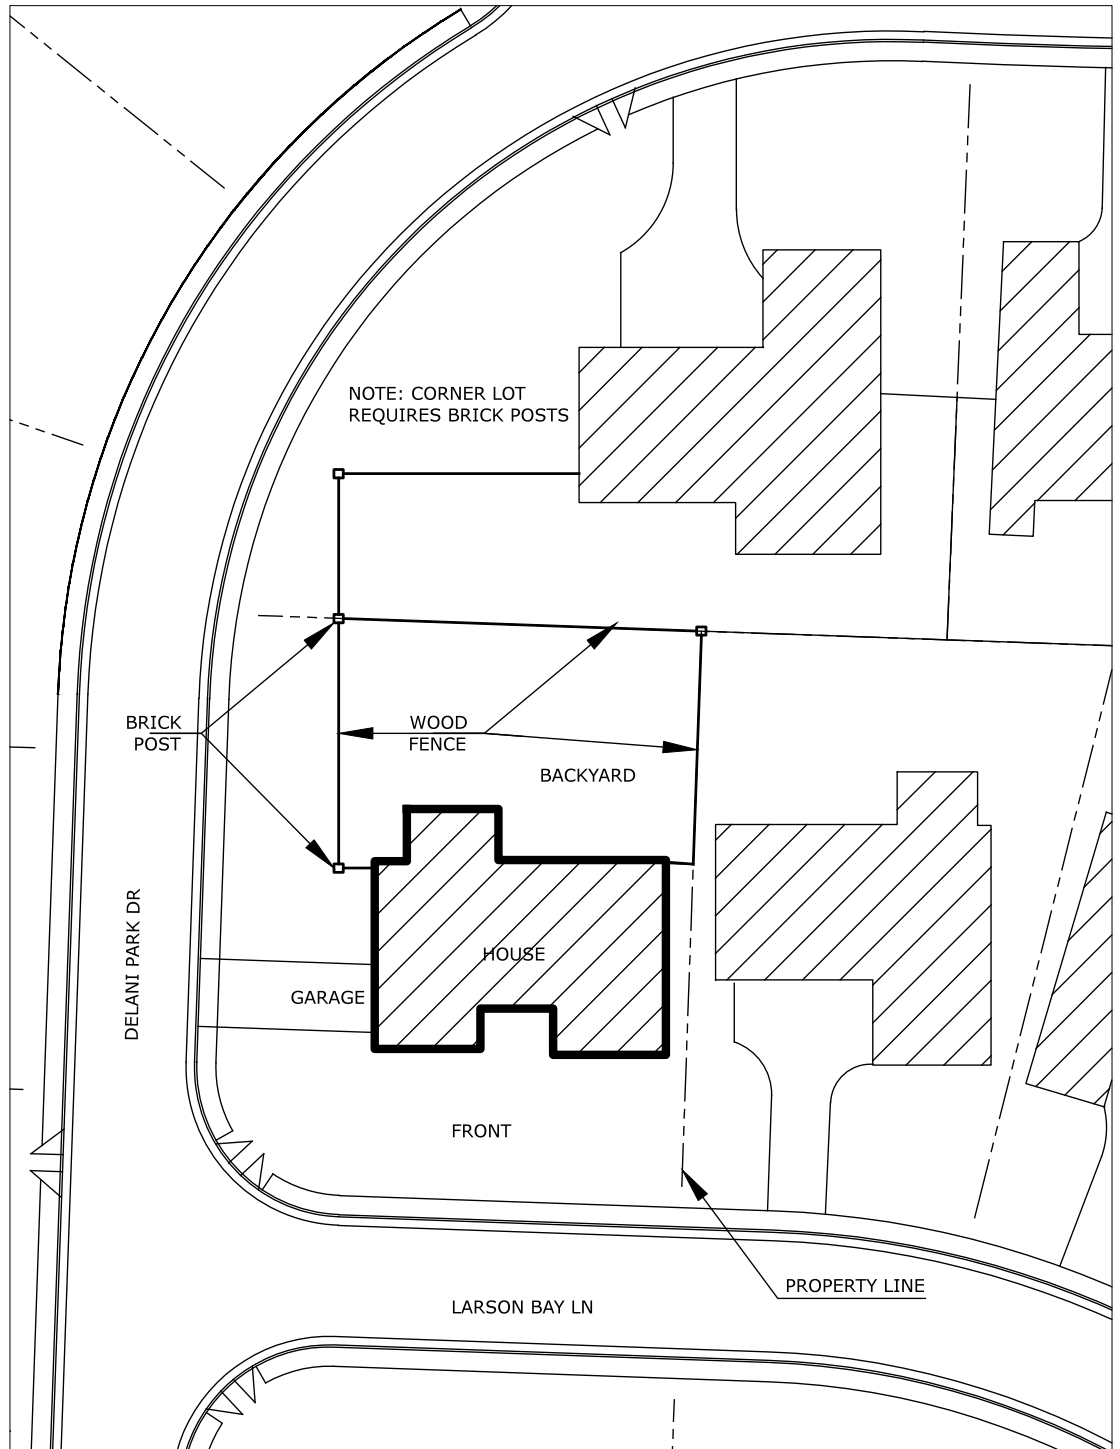 NOTE: CORNER LOT
REQUIRES BRICK POSTS
BRICK
POST
WOOD
FENCE
BACKYARD
DELANI PARK DR
HOUSE
GARAGE
FRONT
PROPERTY LINE
LARSON BAY LN